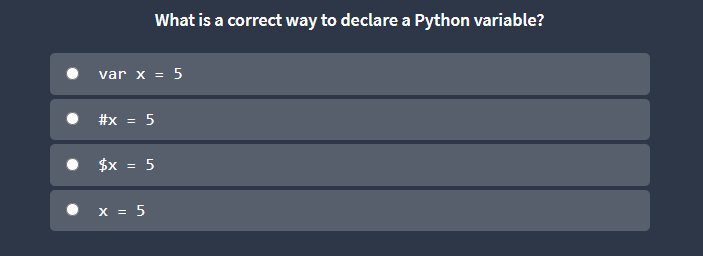 What is a correct way to declare a Python variable?
var x = 5
#x = 5
$x = 5
x = 5